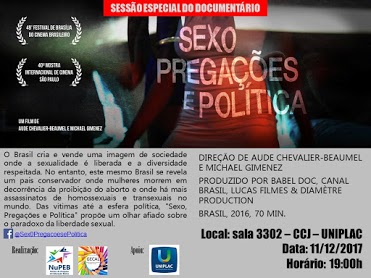 SESSÃO ESPECIAL DO DOCUMENTÁRIO
49º FESTIVAL DE BRASÍLIA
DO CINEMA BRASILEIRO
40ª MOSTRA
INTERNACIONAL DE CINEMA
SÃO PAULO
UM FILM DE
AUDE CHEVALIER-BEAUMEL E MICHAEL GIMENEZ
SEXO
PREGAÇÕES
E POLÍTICA
O Brasil cria e vende uma imagem de sociedade
onde a sexualidade é liberada e a diversidade
respeitada. No entanto, este mesmo Brasil se revela
um país conservador onde mulheres morrem em
decorrência da proibição do aborto e onde há mais
assassinatos de homossexuais e transexuais no
mundo. Das vítimas até a esfera política, "Sexo,
Pregações e Política" propõe um olhar afiado sobre
o paradoxo da liberdade sexual.
@SexoPregacoesePolitica
Realização:
NuPEB
GECA
Apoio:
UNIPLAC
DIREÇÃO DE AUDE CHEVALIER-BEAUMEL
E MICHAEL GIMENEZ
PRODUZIDO POR BABEL DOC, CANAL
BRASIL, LUCAS FILMES & DIAMÈTRE
PRODUCTION
BRASIL, 2016, 70 MIN.
Local: sala 3302 – CCJ – UNIPLAC
Data: 11/12/2017
Horário: 19:00h